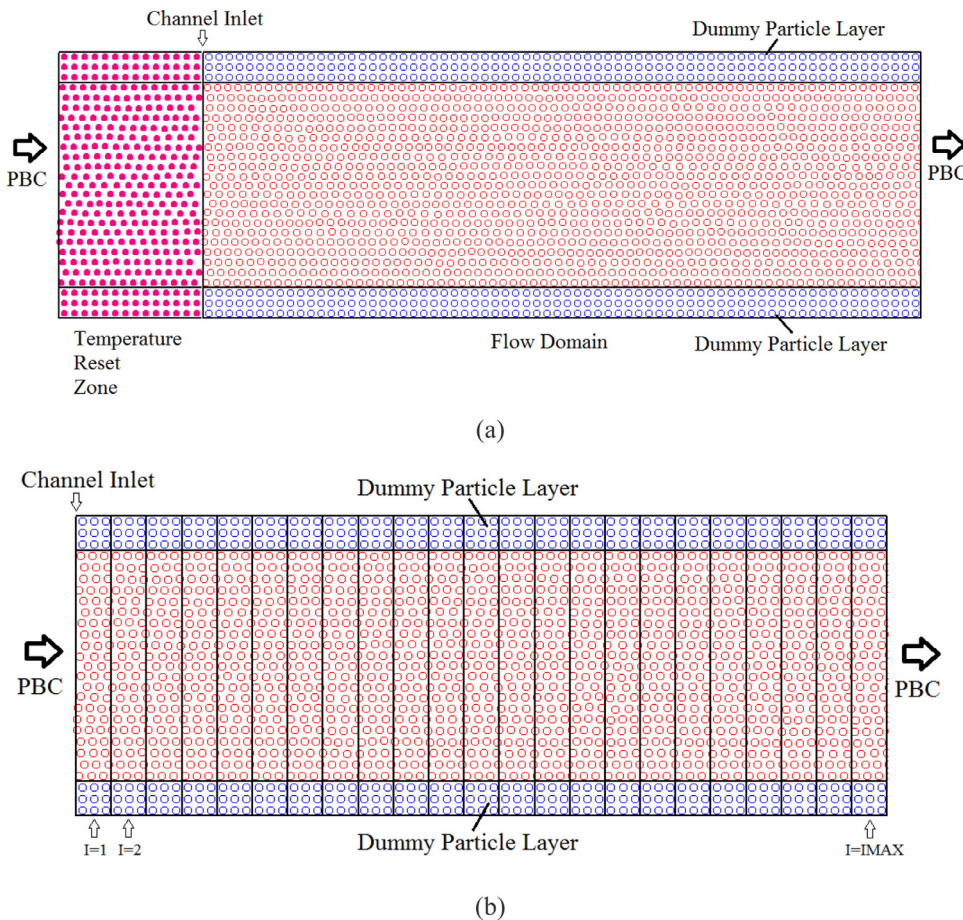 Channel Inlet
Dummy Particle Layer
PBC
PBC
Temperature
Reset
Zone
Flow Domain
Dummy Particle Layer
(a)
Channel Inlet
Dummy Particle Layer
PBC
PBC
Dummy Particle Layer
I=1
I=2
I=IMAX
(b)